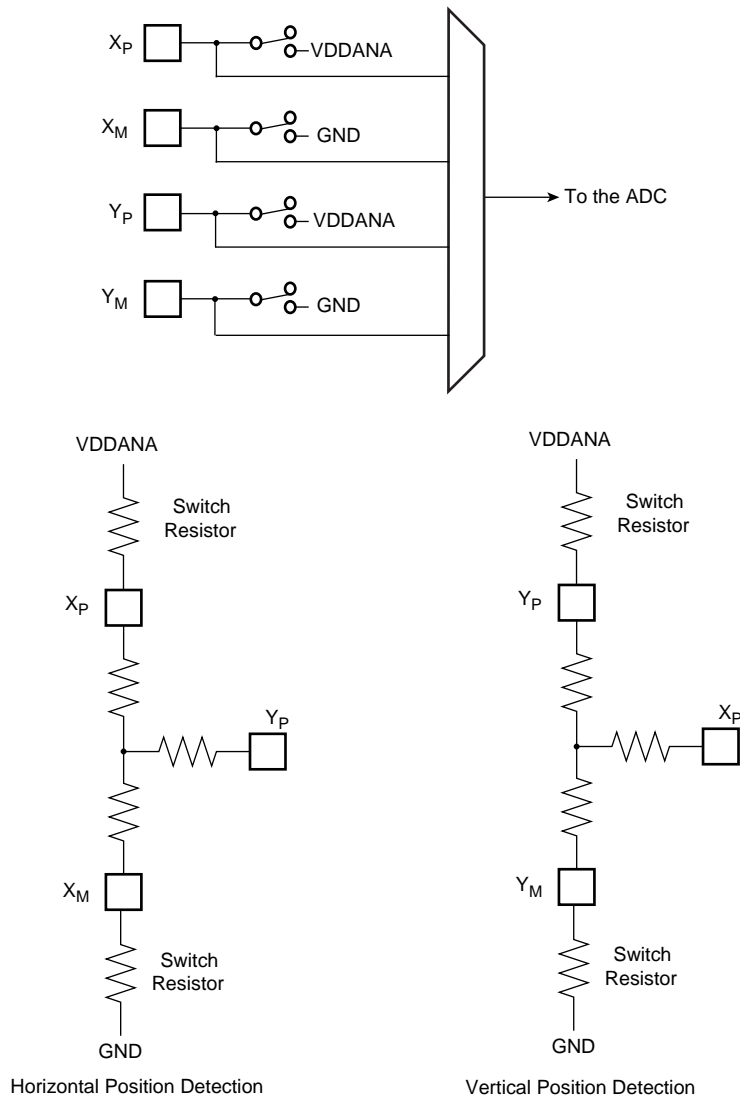 XP
VDDANA
XM
GND
YP
VDDANA
YM
GND
To the ADC
VDDANA
Switch
Resistor
XP
YP
XM
Switch
Resistor
GND
Horizontal Position Detection
VDDANA
Switch
Resistor
YP
XP
YM
Switch
Resistor
GND
Vertical Position Detection